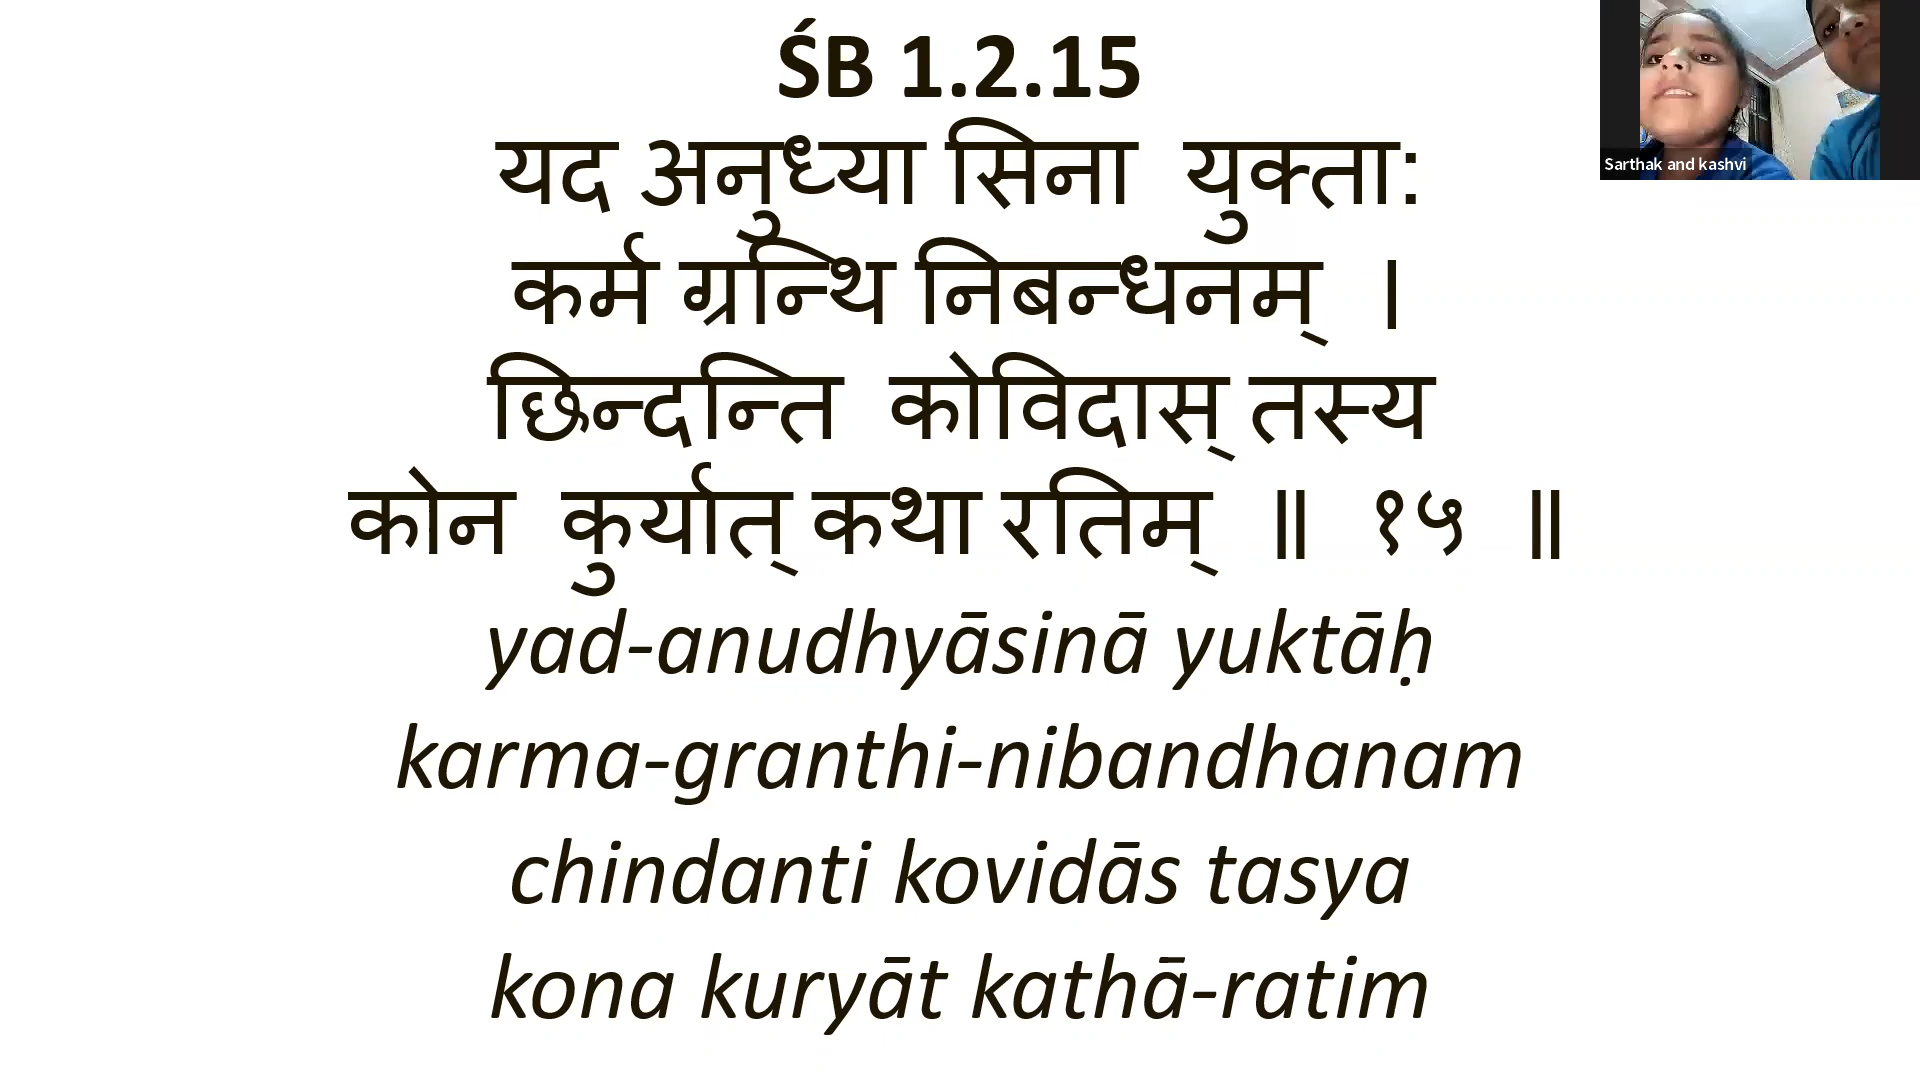 ŚB 1.2.15
यद अनुध्या सिना युक्ता:
कर्म ग्रन्थि निबन्धनम् ।
छिन्दन्ति कोविदास् तस्य
कोन कुर्यात् कथा रतिम् ॥ १५ ॥
yad-anudhyāsinā yuktāḥ
karma-granthi-nibandhanam
chindanti kovidās tasya
kona kuryāt kathā-ratim
Sarthak and kashvi